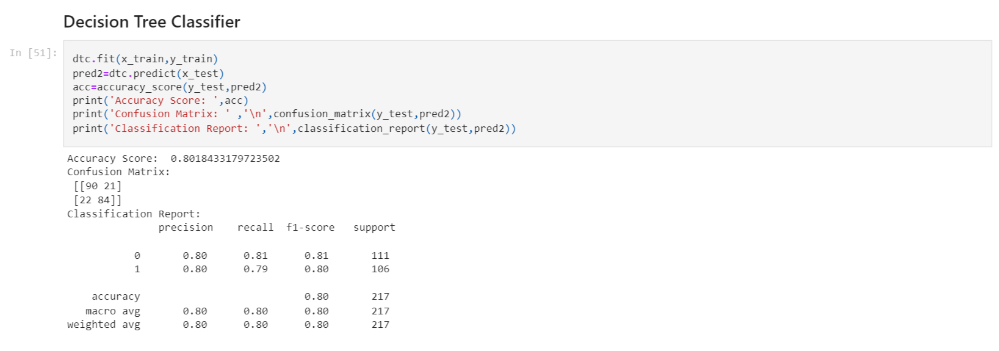 Decision Tree Classifier
In [51]:
dtc.fit(x_train,y_train)
pred2=dtc.predict(x_test)
acc=accuracy_score(y_test,pred2)
print('Accuracy Score: ',acc)
print('Confusion Matrix: ' ,'\n',confusion_matrix(y_test,pred2))
print('Classification Report: ','\n',classification_report(y_test,pred2))
Accuracy Score:  0.8018433179723502
Confusion Matrix:
 [[90 21]
 [22 84]]
Classification Report:
               precision    recall  f1-score   support
           0       0.80      0.81      0.81       111
           1       0.80      0.79      0.80       106
    accuracy                           0.80       217
   macro avg       0.80      0.80      0.80       217
weighted avg       0.80      0.80      0.80       217